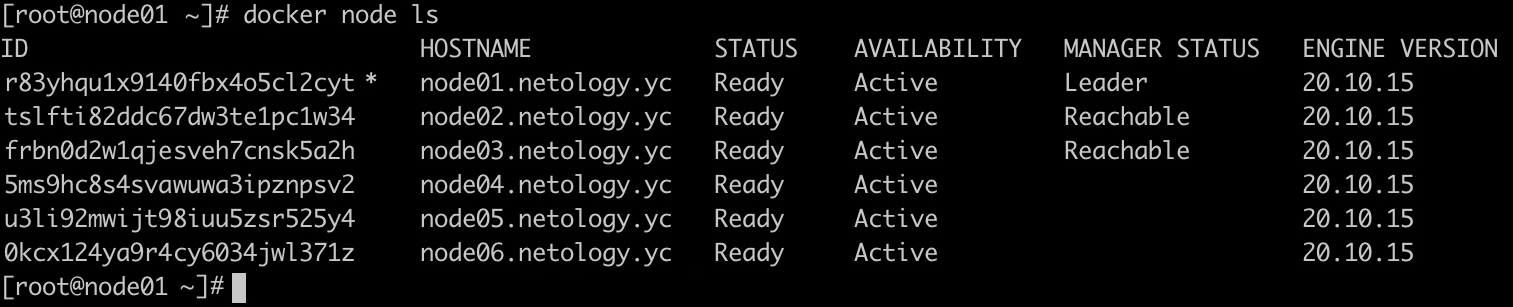 [root@node01 ~]# docker node ls
ID HOSTNAME STATUS AVAILABILITY MANAGER STATUS ENGINE VERSION
r83yhqu1x9140fbx4o5cl2cyt * node01.netology.yc Ready Active Leader 20.10.15
tslfti82ddc67dw3te1pc1w34 node02.netology.yc Ready Active Reachable 20.10.15
frbn0d2w1qjesveh7cnsk5a2h node03.netology.yc Ready Active Reachable 20.10.15
5ms9hc8s4svawuwa3ipznpsv2 node04.netology.yc Ready Active 20.10.15
u3li92mwijt98iuu5zsr525y4 node05.netology.yc Ready Active 20.10.15
0kcx124ya9r4cy6034jwl371z node06.netology.yc Ready Active 20.10.15
[root@node01 ~]#